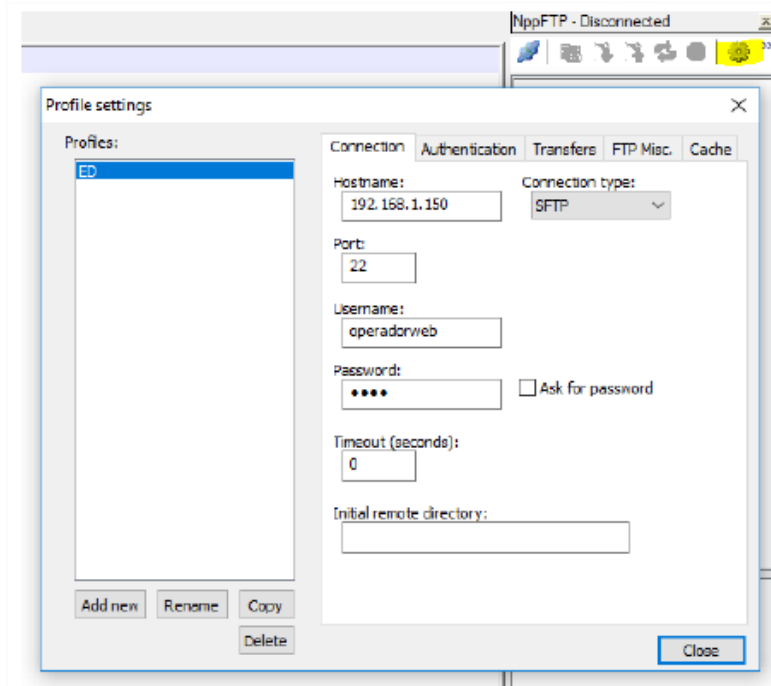 NppFTP - Disconnected
Profile settings
Profiles:
ED
Connection Authentication Transfers FTP Misc. Cache
Hostname:
192.168.1.150
Connection type:
SFTP
Port:
22
Username:
operadorweb
Password:
••••
Ask for password
Timeout (seconds):
0
Initial remote directory:
Add new Rename Copy
Delete
Close